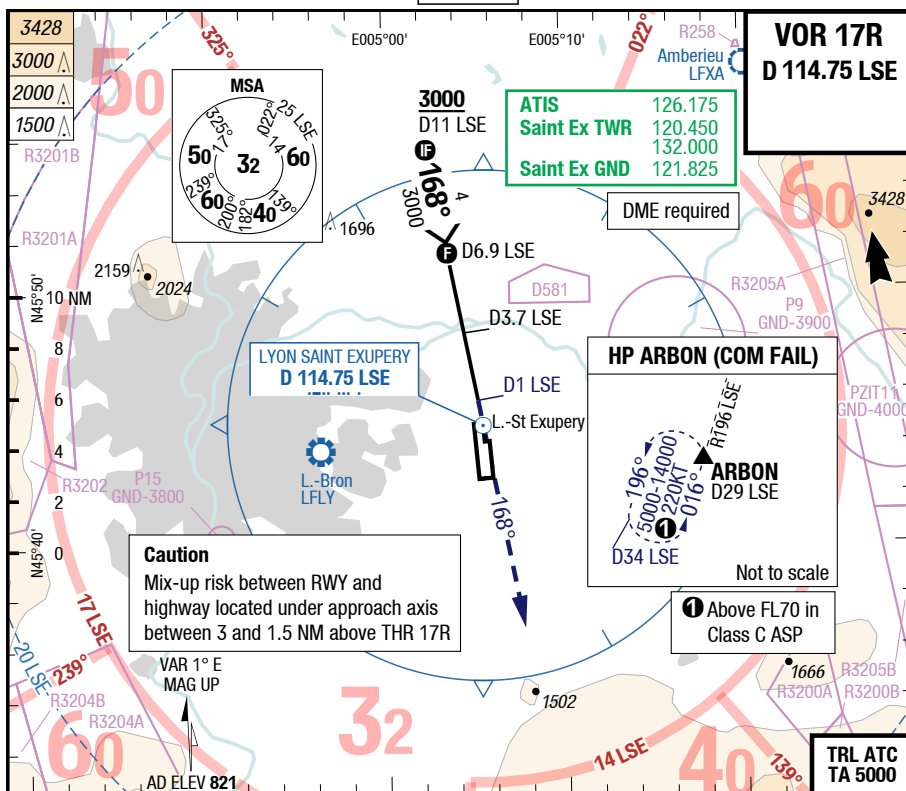 3428
3000
2000
1500
VOR 17R
D 114.75 LSE
E005°00'
E005°10'
R258
Amberieu
LFXA
325°
022°
50
60
MSA
325°
022°
25 LSE
17
14
50
32
60
239°
60
200°
182°
40
139°
3000
D11 LSE
IF
168°
4
3000
F
D6.9 LSE
ATIS 126.175
Saint Ex TWR 120.450
132.000
Saint Ex GND 121.825
DME required
3428
R3201B
R3201A
1696
2159
2024
N45°50'
10 NM
8
6
4
2
0
N45°40'
D581
D3.7 LSE
R3205A
P9
GND-3900
LYON SAINT EXUPERY
D 114.75 LSE
D1 LSE
L.-St Exupery
L.-Bron
LFLY
R3202
P15
GND-3800
168°
HP ARBON (COM FAIL)
R196 LSE
196°
5000-14000
220KT
016°
ARBON
D29 LSE
1
D34 LSE
Not to scale
PZIT11
GND-4000
Caution
Mix-up risk between RWY and
highway located under approach axis
between 3 and 1.5 NM above THR 17R
1 Above FL70 in
Class C ASP
17 LSE
20 LSE
239°
R3204B
R3204A
60
VAR 1° E
MAG UP
AD ELEV 821
32
1502
14 LSE
40
139°
1666
R3200A
R3205B
R3200B
TRL ATC
TA 5000